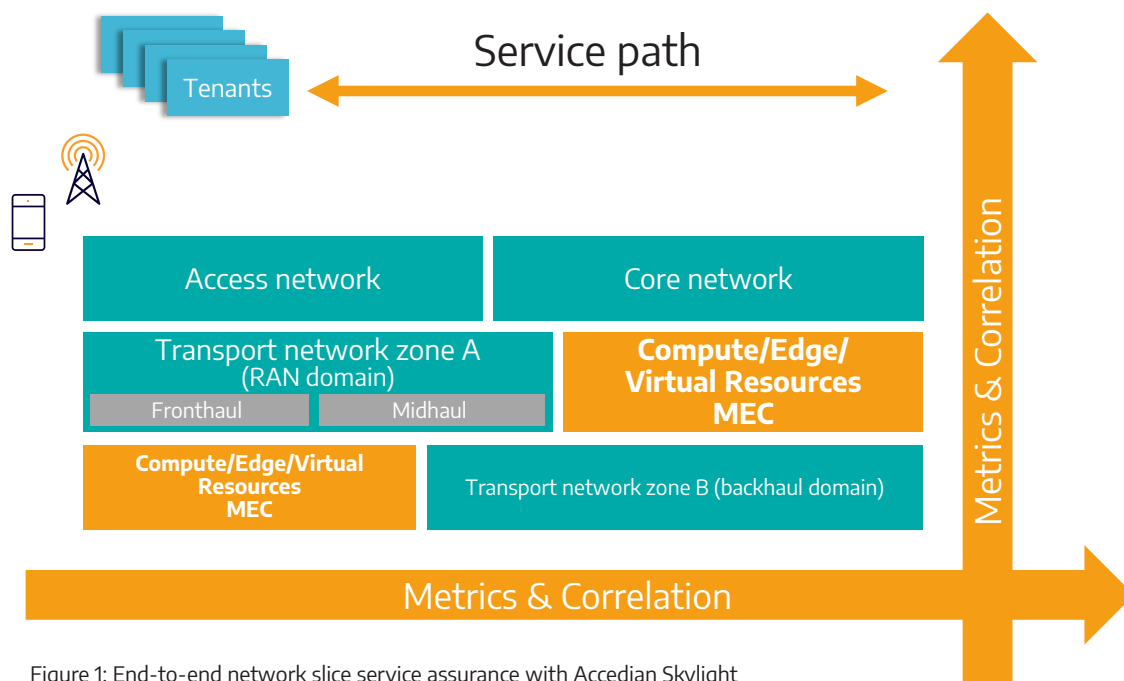 Service path
Tenants
Access network
Core network
Transport network zone A
(RAN domain)
Fronthaul
Midhaul
Compute/Edge/
Virtual Resources
MEC
Compute/Edge/Virtual
Resources
MEC
Transport network zone B (backhaul domain)
Metrics & Correlation
Metrics & Correlation
Figure 1: End-to-end network slice service assurance with Accedian Skylight